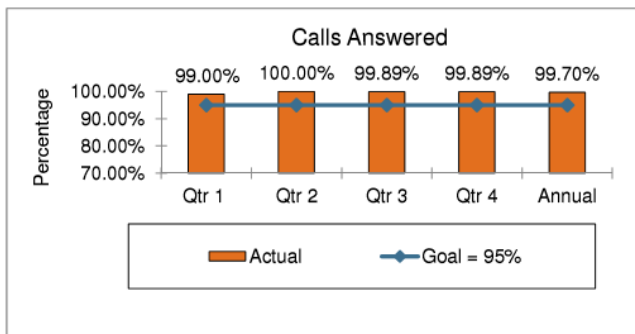 Calls Answered
99.00% 100.00% 99.89% 99.89% 99.70%
Percentage
100.00%
90.00%
80.00%
70.00%
Qtr 1 Qtr 2 Qtr 3 Qtr 4 Annual
Actual Goal = 95%